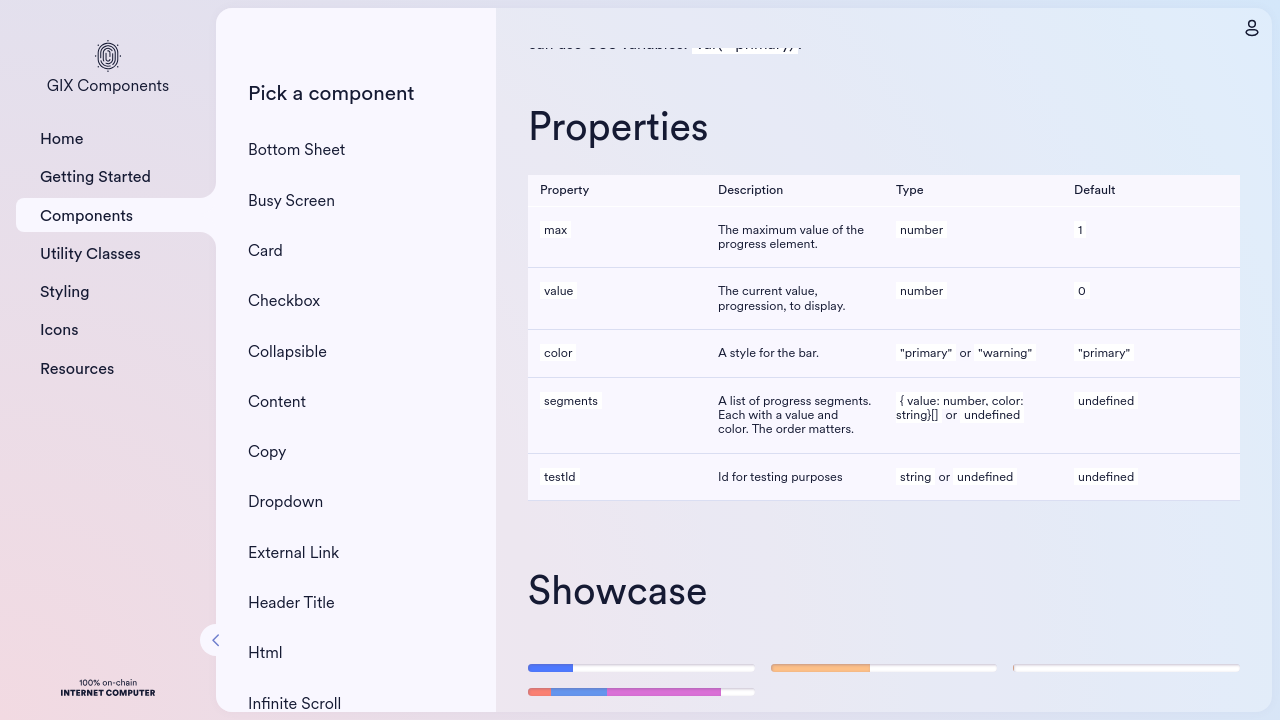 GIX Components
Home
Getting Started
Components
Utility Classes
Styling
Icons
Resources
100% on-chain
INTERNET COMPUTER
Pick a component
Bottom Sheet
Busy Screen
Card
Checkbox
Collapsible
Content
Copy
Dropdown
External Link
Header Title
Html
Infinite Scroll
Properties
Property Description Type Default
max The maximum value of the progress element. number 1
value The current value, progression, to display. number 0
color A style for the bar. "primary" or "warning" "primary"
segments A list of progress segments. Each with a value and color. The order matters. { value: number, color: string}[] or undefined undefined
testId Id for testing purposes string or undefined undefined
Showcase